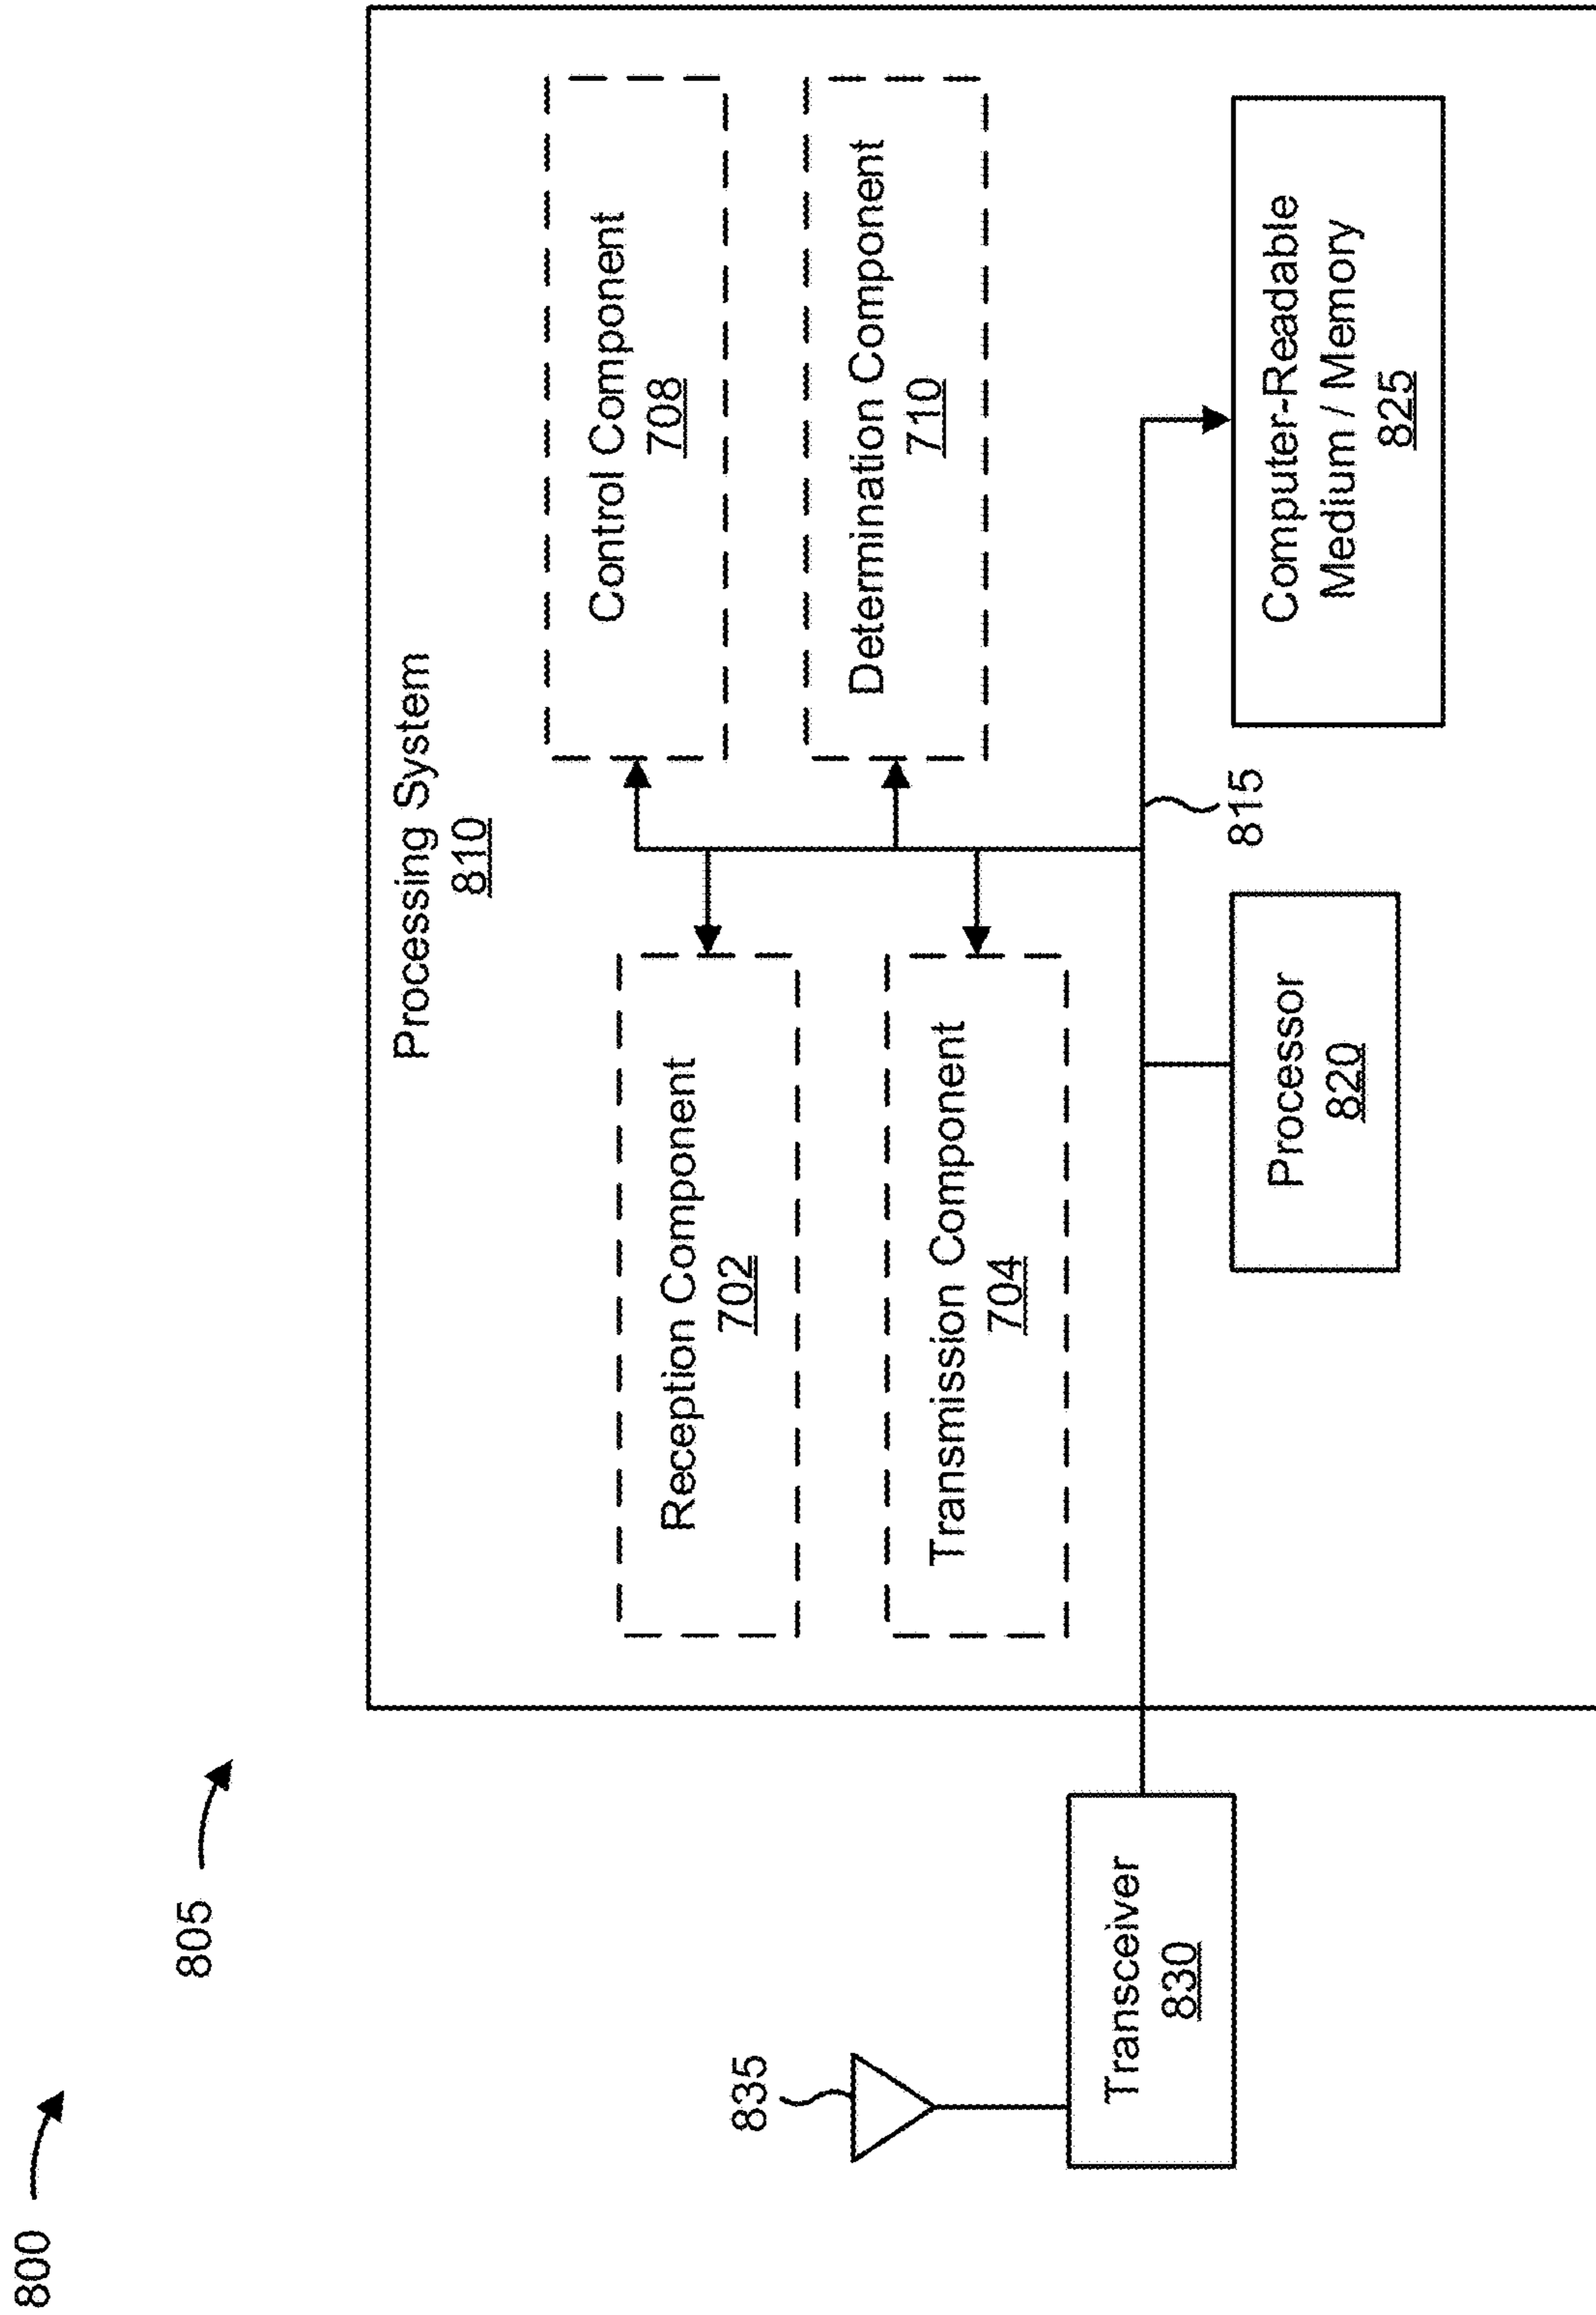 800
805
Processing System
810
Reception Component
702
Control Component
708
Transmission Component
704
Determination Component
710
835
Transceiver
830
Processor
820
815
Computer-Readable
Medium / Memory
825